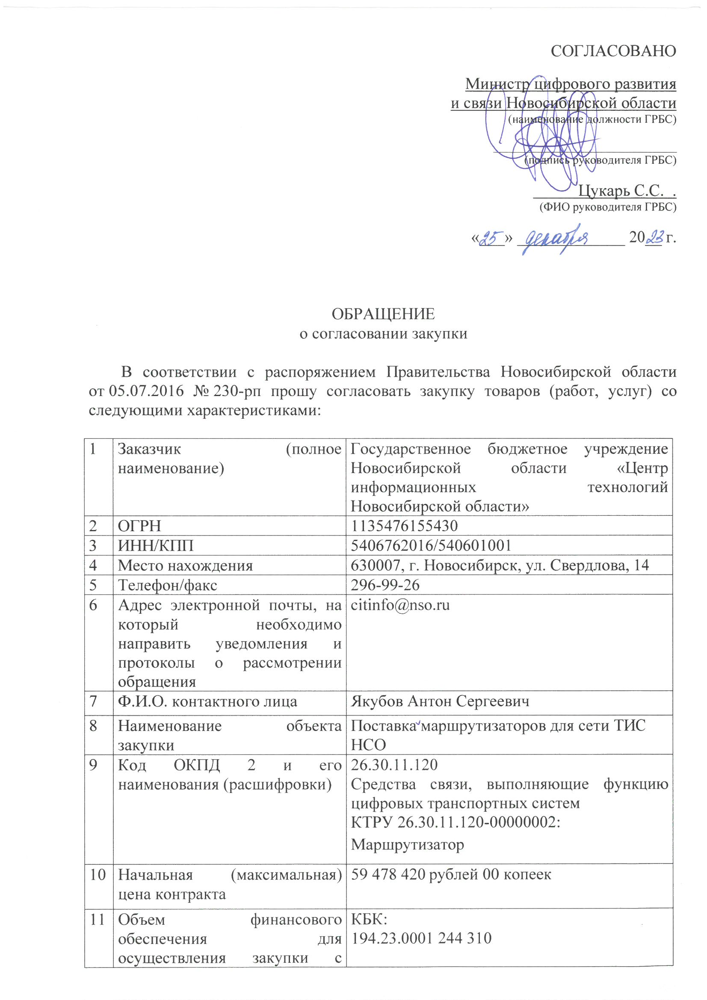 СОГЛАСОВАНО
Министр цифрового развития
и связи Новосибирской области
(наименование должности ГРБС)
(подпись руководителя ГРБС)
Цукарь С.С. .
(ФИО руководителя ГРБС)
«25» декабря 2023 г.
ОБРАЩЕНИЕ
о согласовании закупки
В соответствии с распоряжением Правительства Новосибирской области
от 05.07.2016 № 230-рп прошу согласовать закупку товаров (работ, услуг) со
следующими характеристиками:
1 Заказчик (полное
наименование)
Государственное бюджетное учреждение
Новосибирской области «Центр
информационных технологий
Новосибирской области»
2 ОГРН 1135476155430
3 ИНН/КПП 5406762016/540601001
4 Место нахождения 630007, г. Новосибирск, ул. Свердлова, 14
5 Телефон/факс 296-99-26
6 Адрес электронной почты, на
который необходимо
направить уведомления и
протоколы о рассмотрении
обращения
citinfo@nso.ru
7 Ф.И.О. контактного лица Якубов Антон Сергеевич
8 Наименование объекта
закупки
Поставка маршрутизаторов для сети ТИС
НСО
9 Код ОКПД 2 и его
наименования (расшифровки)
26.30.11.120
Средства связи, выполняющие функцию
цифровых транспортных систем
КТРУ 26.30.11.120-00000002:
Маршрутизатор
10 Начальная (максимальная)
цена контракта
59 478 420 рублей 00 копеек
11 Объем финансового
обеспечения для
осуществления закупки с
КБК:
194.23.0001 244 310